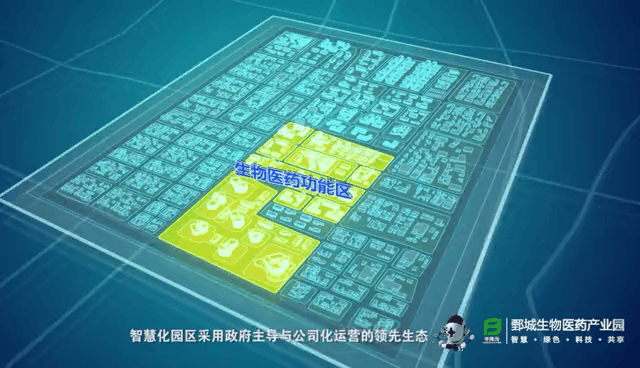 生物医药功能区
智慧化园区采用政府主导与公司化运营的领先生态
鄄城生物医药产业园
智慧·绿色·科技·共享